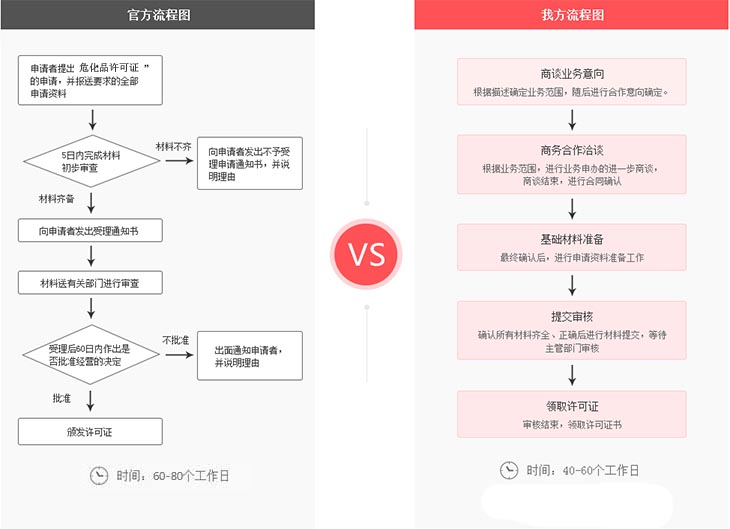 官方流程图
申请者提出 危化品许可证 ”
的申请，并报送要求的全部
申请资料
5日内完成材料
初步审查
材料不齐
向申请者发出不予受
理申请通知书，并说
明理由
材料齐备
向申请者发出受理通知书
材料送有关部门进行审查
受理后60日内作出是
否批准经营的决定
不批准
出面通知申请者，
并说明理由
批准
颁发许可证
时间：60-80个工作日
VS
我方流程图
商谈业务意向
根据描述确定业务范围，随后进行合作意向确定。
商务合作洽谈
根据业务范围，进行业务申办的进一步商谈，
商谈结束，进行合同确认
基础材料准备
最终确认后，进行申请资料准备工作
提交审核
确认所有材料齐全、正确后进行材料提交，等待
主管部门审核
领取许可证
审核结束，领取许可证书
时间：40-60个工作日